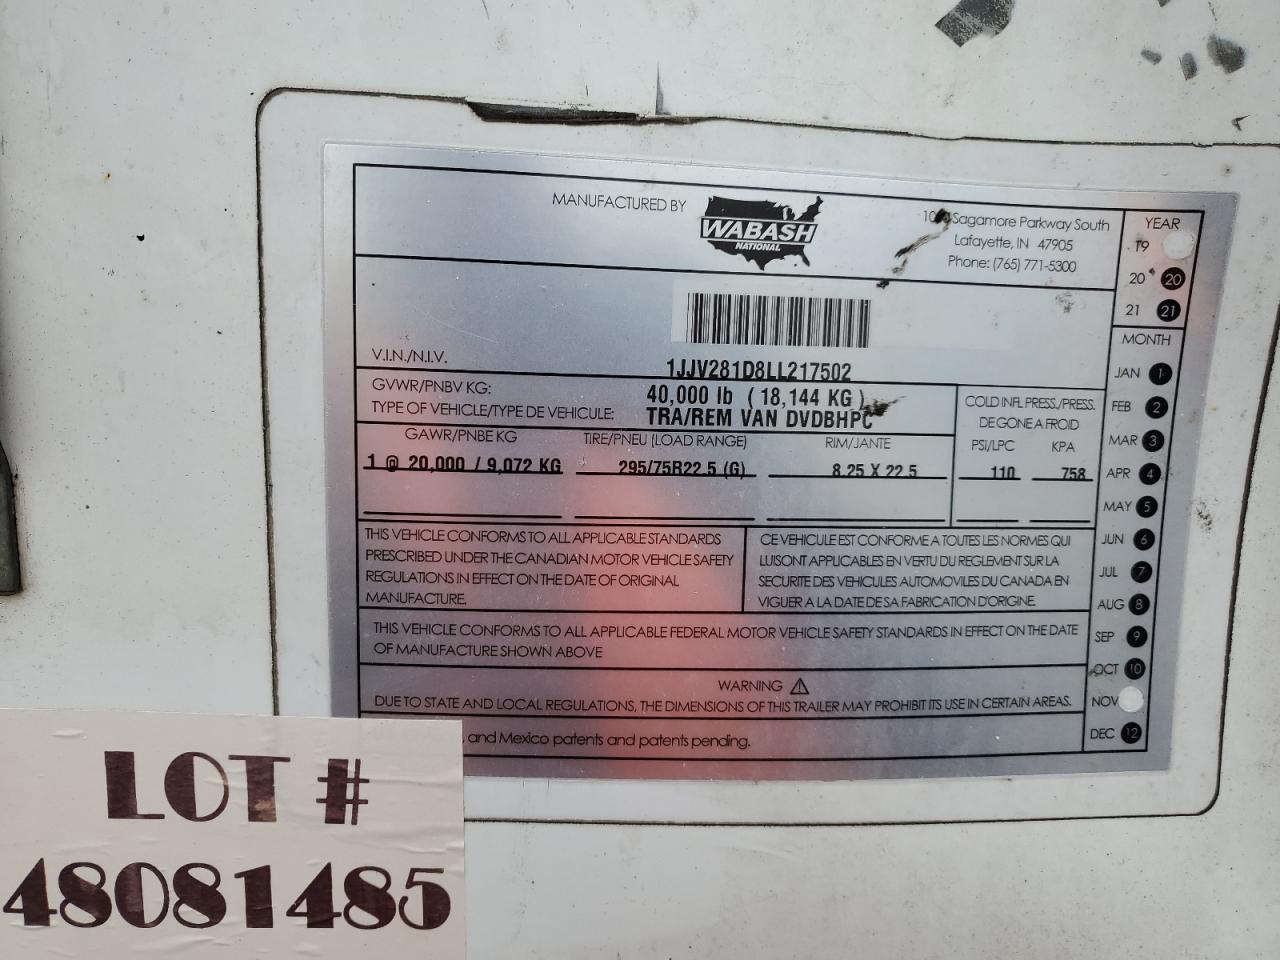 MANUFACTURED BY
WABASH
NATIONAL
Sagamore Parkway South
Lafayette, IN 47905
Phone: (765) 771-5300
YEAR
19
20 20
21 21
MONTH
JAN 1
FEB 2
MAR 3
APR 4
MAY 5
JUN 6
JUL 7
AUG 8
SEP 9
OCT 10
NOV
DEC 12
V.I.N./N.I.V. 1JJV281D8LL217502
GVWR/PNBV KG: 40,000 lb ( 18,144 KG )
TYPE OF VEHICLE/TYPE DE VEHICULE: TRA/REM VAN DVDBHPC
COLD INFL PRESS./PRESS.
DE GONE A FROID
GAWR/PNBE KG TIRE/PNEU (LOAD RANGE) RIM/JANTE PSI/LPC KPA
1 @ 20,000 / 9,072 KG 295/75R22.5 (G) 8.25 X 22.5 110 758
THIS VEHICLE CONFORMS TO ALL APPLICABLE STANDARDS
PRESCRIBED UNDER THE CANADIAN MOTOR VEHICLE SAFETY
REGULATIONS IN EFFECT ON THE DATE OF ORIGINAL
MANUFACTURE.
CE VEHICULE EST CONFORME A TOUTES LES NORMES QUI
LUISONT APPLICABLES EN VERTU DU REGLEMENT SUR LA
SECURITE DES VEHICULES AUTOMOVILES DU CANADA EN
VIGUER A LA DATE DE SA FABRICATION D'ORIGINE.
THIS VEHICLE CONFORMS TO ALL APPLICABLE FEDERAL MOTOR VEHICLE SAFETY STANDARDS IN EFFECT ON THE DATE
OF MANUFACTURE SHOWN ABOVE
WARNING
DUE TO STATE AND LOCAL REGULATIONS, THE DIMENSIONS OF THIS TRAILER MAY PROHIBIT ITS USE IN CERTAIN AREAS.
, and Mexico patents and patents pending.
LOT #
48081485